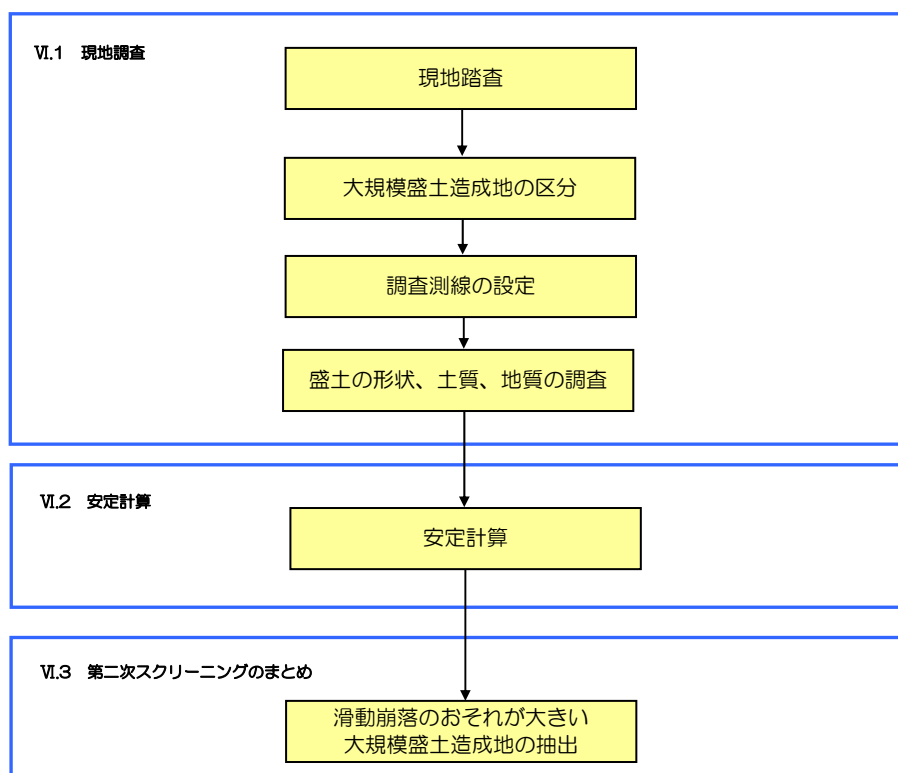 Ⅵ.1 現地調査
現地踏査
大規模盛土造成地の区分
調査測線の設定
盛土の形状、土質、地質の調査
Ⅵ.2 安定計算
安定計算
Ⅵ.3 第二次スクリーニングのまとめ
滑動崩落のおそれが大きい
大規模盛土造成地の抽出